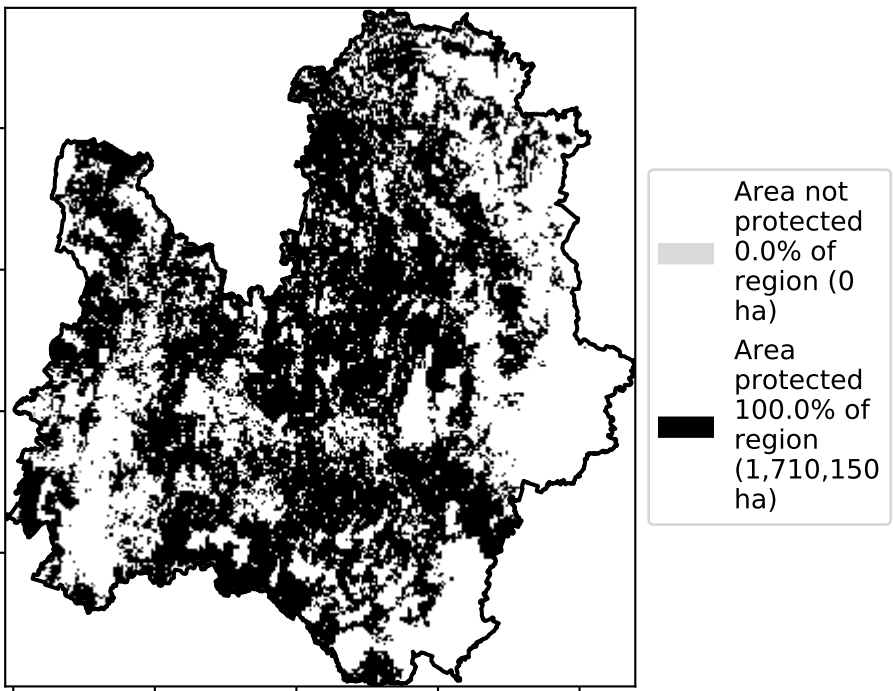 Area not
protected
0.0% of
region (0
ha)
Area
protected
100.0% of
region
(1,710,150
ha)